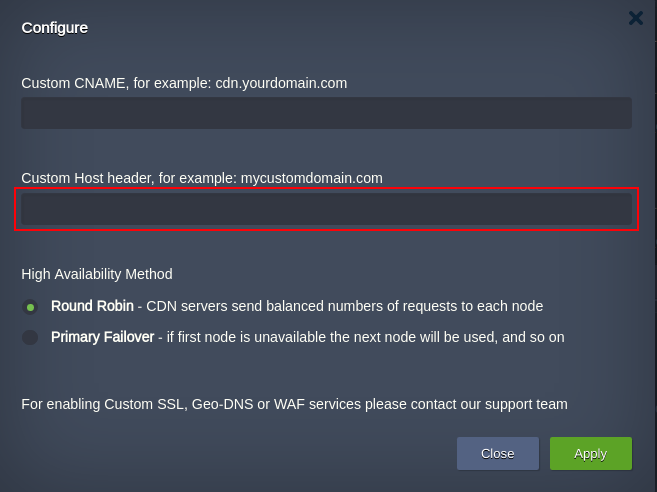 Configure
Custom CNAME, for example: cdn.yourdomain.com
Custom Host header, for example: mycustomdomain.com
High Availability Method
Round Robin - CDN servers send balanced numbers of requests to each node
Primary Failover - if first node is unavailable the next node will be used, and so on
For enabling Custom SSL, Geo-DNS or WAF services please contact our support team
Close Apply